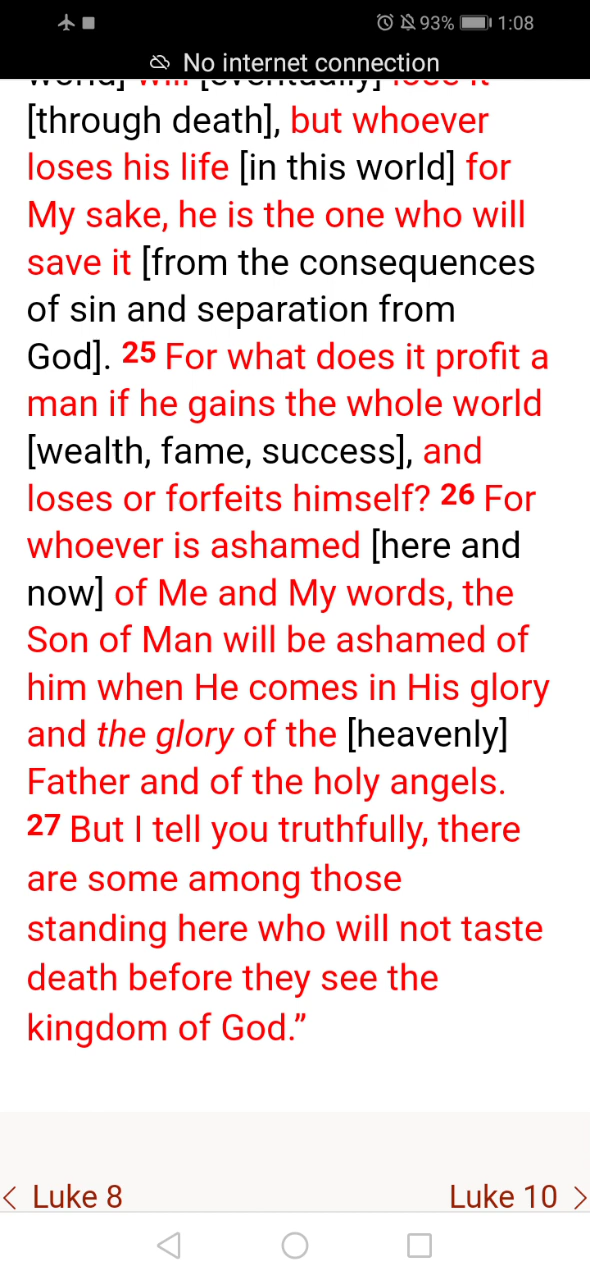 93% 1:08
No internet connection
[through death], but whoever
loses his life [in this world] for
My sake, he is the one who will
save it [from the consequences
of sin and separation from
God]. 25 For what does it profit a
man if he gains the whole world
[wealth, fame, success], and
loses or forfeits himself? 26 For
whoever is ashamed [here and
now] of Me and My words, the
Son of Man will be ashamed of
him when He comes in His glory
and the glory of the [heavenly]
Father and of the holy angels.
27 But I tell you truthfully, there
are some among those
standing here who will not taste
death before they see the
kingdom of God.”
< Luke 8 Luke 10 >